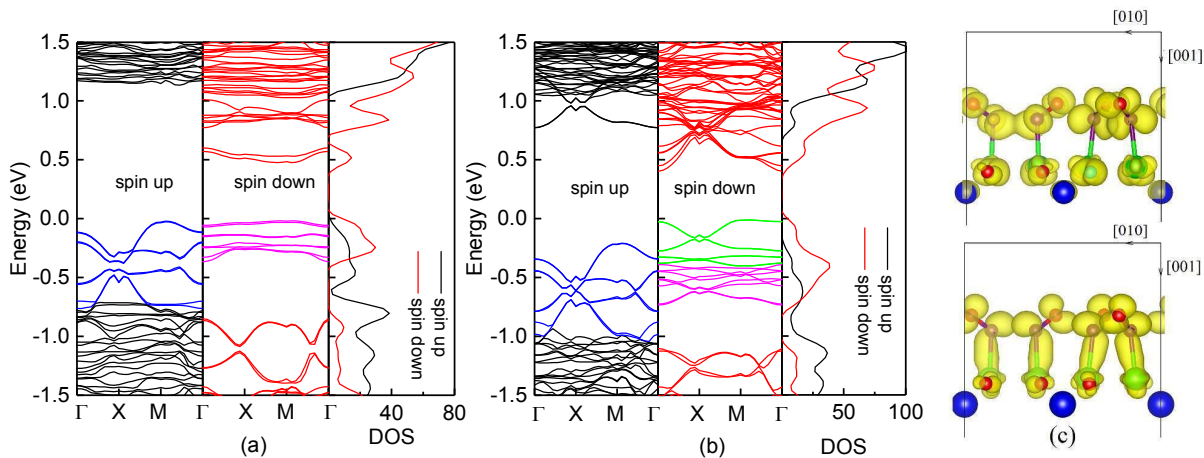 1.5
1.0
0.5
0.0
-0.5
-1.0
-1.5
Energy (eV)
spin up
spin down
spin down
spin up
Γ X M Γ X M Γ 40 80
DOS
(a)
1.5
1.0
0.5
0.0
-0.5
-1.0
-1.5
Energy (eV)
spin up
spin down
spin down
spin up
Γ X M Γ X M Γ 50 100
DOS
(b)
[010]
[001]
[010]
[001]
(c)